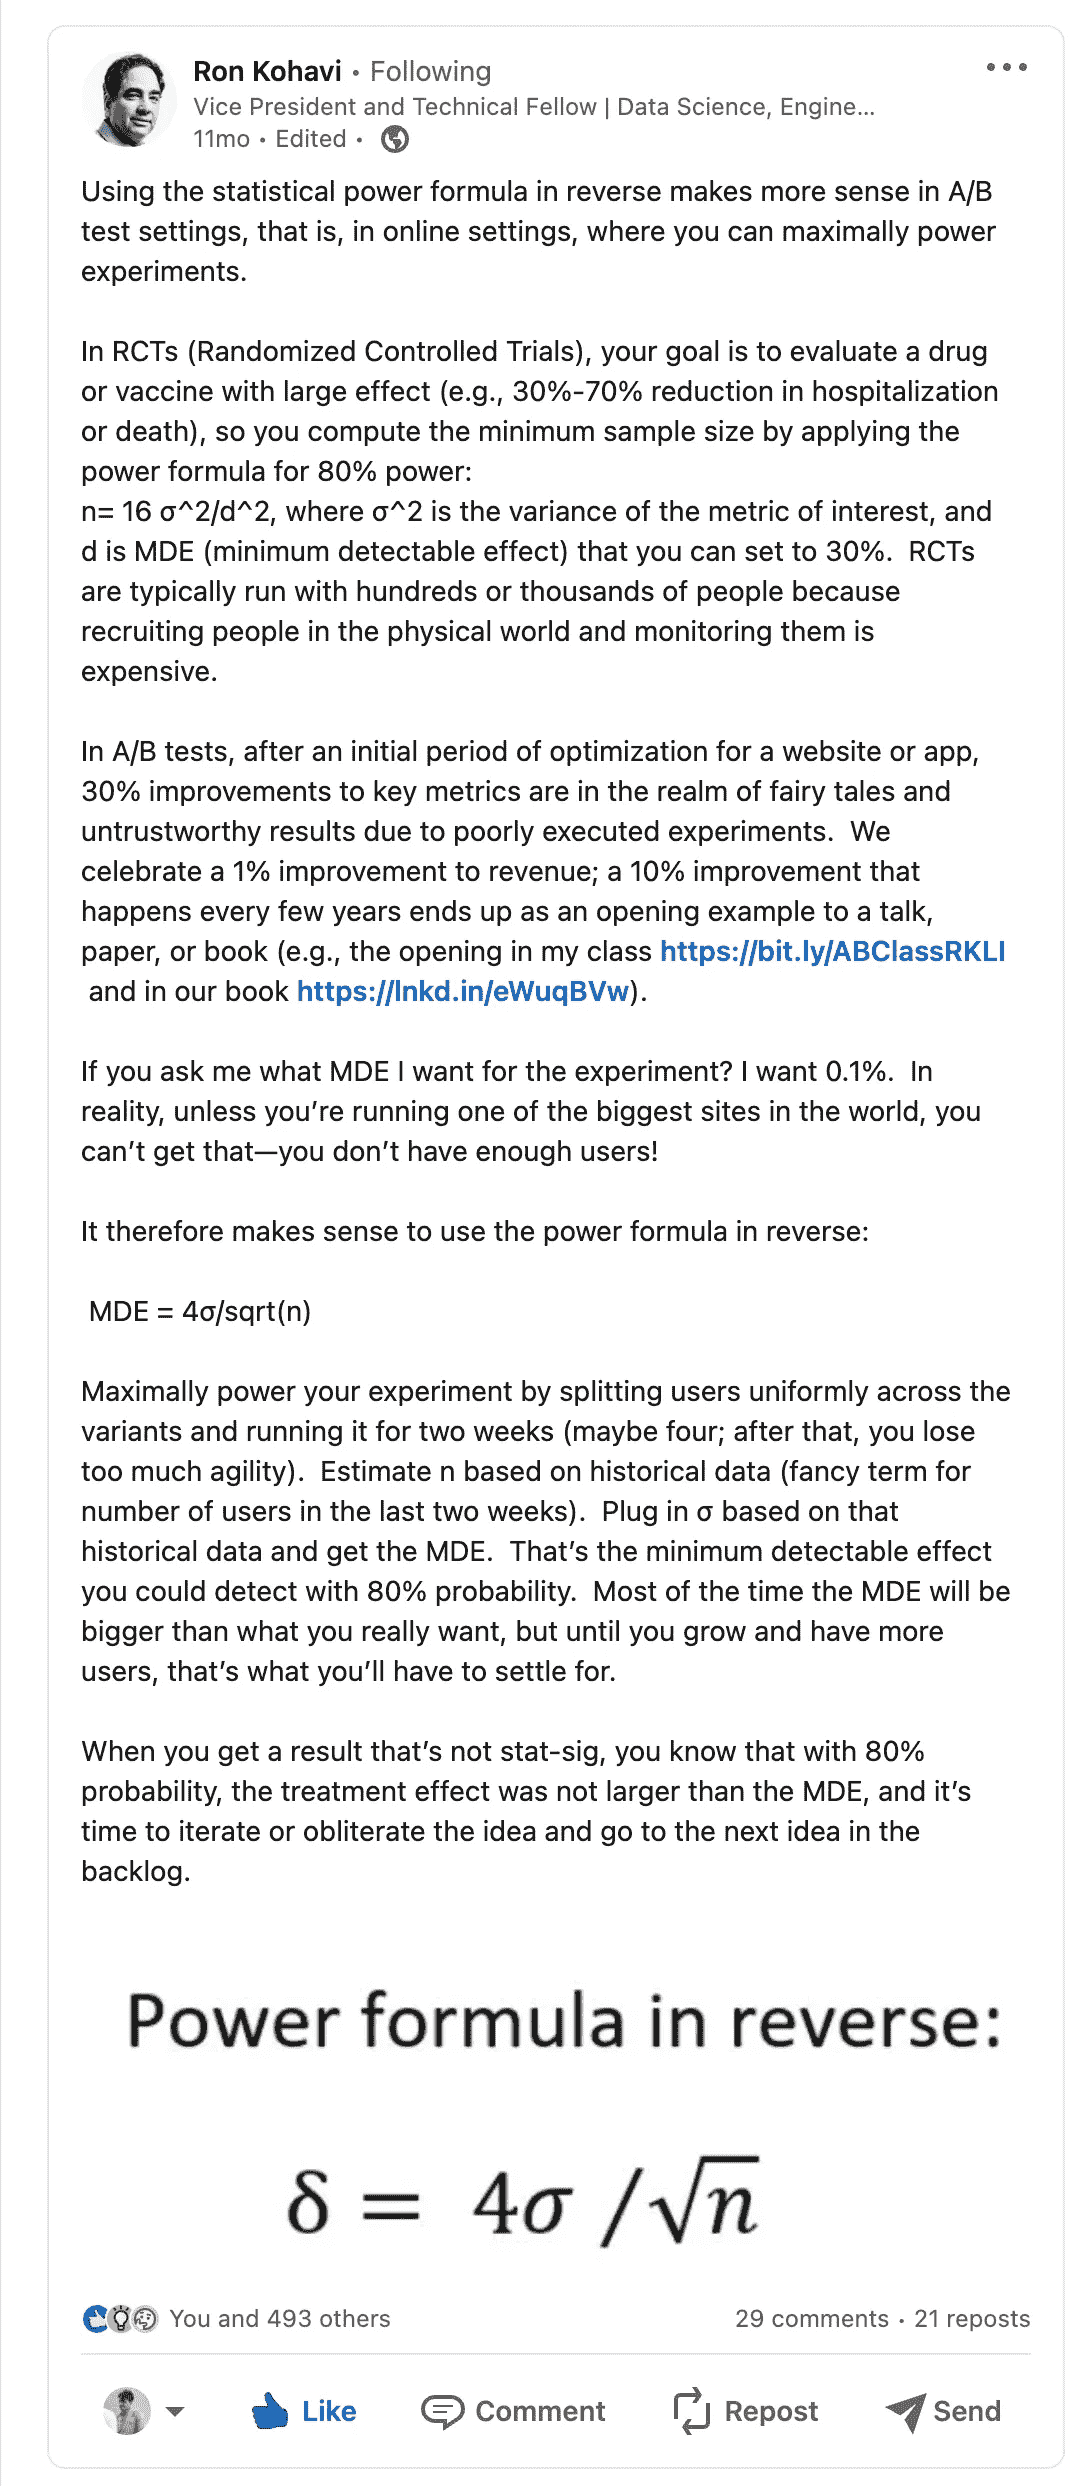 Ron Kohavi • Following
Vice President and Technical Fellow | Data Science, Engine...
11mo • Edited •
Using the statistical power formula in reverse makes more sense in A/B
test settings, that is, in online settings, where you can maximally power
experiments.
In RCTs (Randomized Controlled Trials), your goal is to evaluate a drug
or vaccine with large effect (e.g., 30%-70% reduction in hospitalization
or death), so you compute the minimum sample size by applying the
power formula for 80% power:
n= 16 σ^2/d^2, where σ^2 is the variance of the metric of interest, and
d is MDE (minimum detectable effect) that you can set to 30%.  RCTs
are typically run with hundreds or thousands of people because
recruiting people in the physical world and monitoring them is
expensive.
In A/B tests, after an initial period of optimization for a website or app,
30% improvements to key metrics are in the realm of fairy tales and
untrustworthy results due to poorly executed experiments.  We
celebrate a 1% improvement to revenue; a 10% improvement that
happens every few years ends up as an opening example to a talk,
paper, or book (e.g., the opening in my class https://bit.ly/ABClassRKLI
and in our book https://lnkd.in/eWuqBVw).
If you ask me what MDE I want for the experiment? I want 0.1%.  In
reality, unless you’re running one of the biggest sites in the world, you
can’t get that—you don’t have enough users!
It therefore makes sense to use the power formula in reverse:
MDE = 4σ/sqrt(n)
Maximally power your experiment by splitting users uniformly across the
variants and running it for two weeks (maybe four; after that, you lose
too much agility).  Estimate n based on historical data (fancy term for
number of users in the last two weeks).  Plug in σ based on that
historical data and get the MDE.  That’s the minimum detectable effect
you could detect with 80% probability.  Most of the time the MDE will be
bigger than what you really want, but until you grow and have more
users, that’s what you’ll have to settle for.
When you get a result that’s not stat-sig, you know that with 80%
probability, the treatment effect was not larger than the MDE, and it’s
time to iterate or obliterate the idea and go to the next idea in the
backlog.
Power formula in reverse:
δ = 4σ /√n
You and 493 others
29 comments • 21 reposts
Like
Comment
Repost
Send